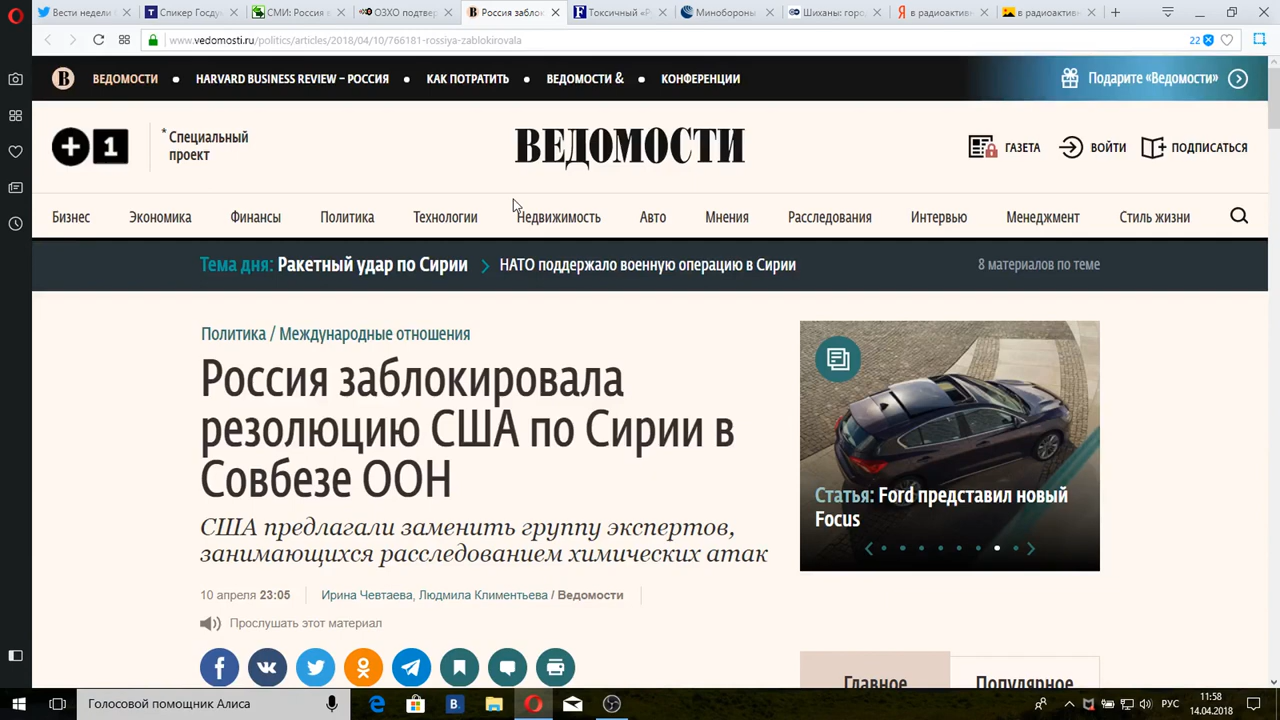 Вести недели
Спикер Госду
СМИ: Россия в
ОЗХО подтвер
Россия заблок
Токсичный «Р
Минобороны
Шиханы: гор
в радиоактивн
в радиоактивн
www.vedomosti.ru/politics/articles/2018/04/10/766181-rossiya-zablokirovala
22
В ВЕДОМОСТИ • HARVARD BUSINESS REVIEW – РОССИЯ • КАК ПОТРАТИТЬ • ВЕДОМОСТИ & • КОНФЕРЕНЦИИ
Подарите «Ведомости»
+1
* Специальный
проект
ВЕДОМОСТИ
ГАЗЕТА
ВОЙТИ
ПОДПИСАТЬСЯ
Бизнес Экономика Финансы Политика Технологии Недвижимость Авто Мнения Расследования Интервью Менеджмент Стиль жизни
Тема дня: Ракетный удар по Сирии
НАТО поддержало военную операцию в Сирии
8 материалов по теме
Политика / Международные отношения
Россия заблокировала
резолюцию США по Сирии в
Совбезе ООН
США предлагали заменить группу экспертов,
занимающихся расследованием химических атак
10 апреля 23:05
Ирина Чевтаева, Людмила Климентьева / Ведомости
Прослушать этот материал
Статья: Ford представил новый
Focus
Главное
Популярное
Голосовой помощник Алиса
РУС
11:58
14.04.2018